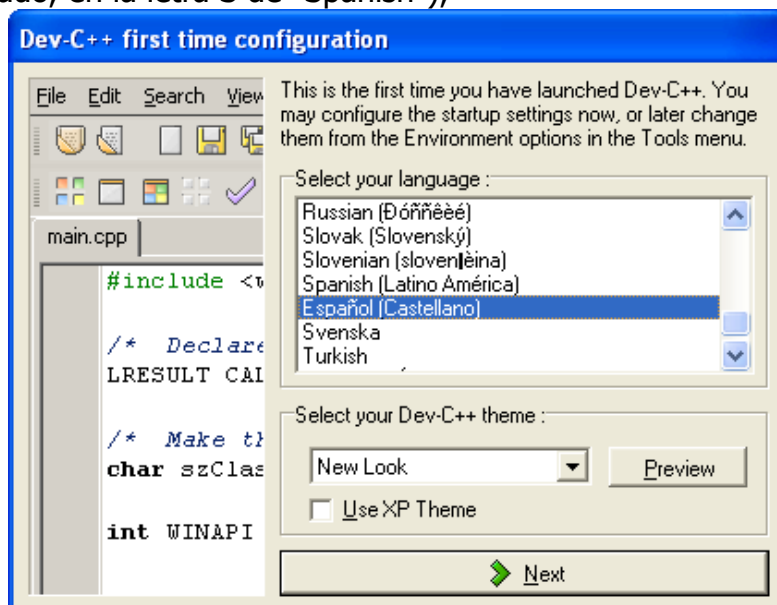 en la letra S de "Spanish"),
Dev-C++ first time configuration
File Edit Search View
main.cpp
#include <w
/* Declare
LRESULT CAL
/* Make th
char szClas
int WINAPI
This is the first time you have launched Dev-C++. You
may configure the startup settings now, or later change
them from the Environment options in the Tools menu.
Select your language :
Russian (Ðóññêèé)
Slovak (Slovenský)
Slovenian (slovenlèina)
Spanish (Latino América)
Español (Castellano)
Svenska
Turkish
Select your Dev-C++ theme :
New Look
Preview
Use XP Theme
Next